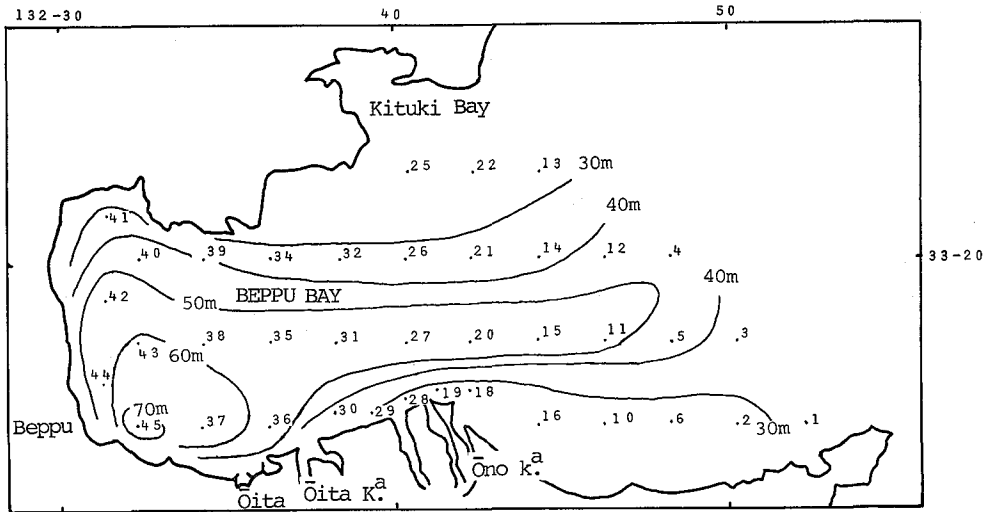 132-30 40 50
Kituki Bay
.25 .22 .13 30m
.41 40m
.40 .39 .34 .32 .26 .21 .14 .12 .4 33-20
40m
.42 50m BEPPU BAY
.38 .35 .31 .27 .20 .15 .11 .5 .3
.43 60m
44.
.19 .18
.28
70m .30 .29
.45 .37 .36 .16 .10 .6 .2 30m .1
Beppu
Ōno k.a
Ōita Ōita K.a